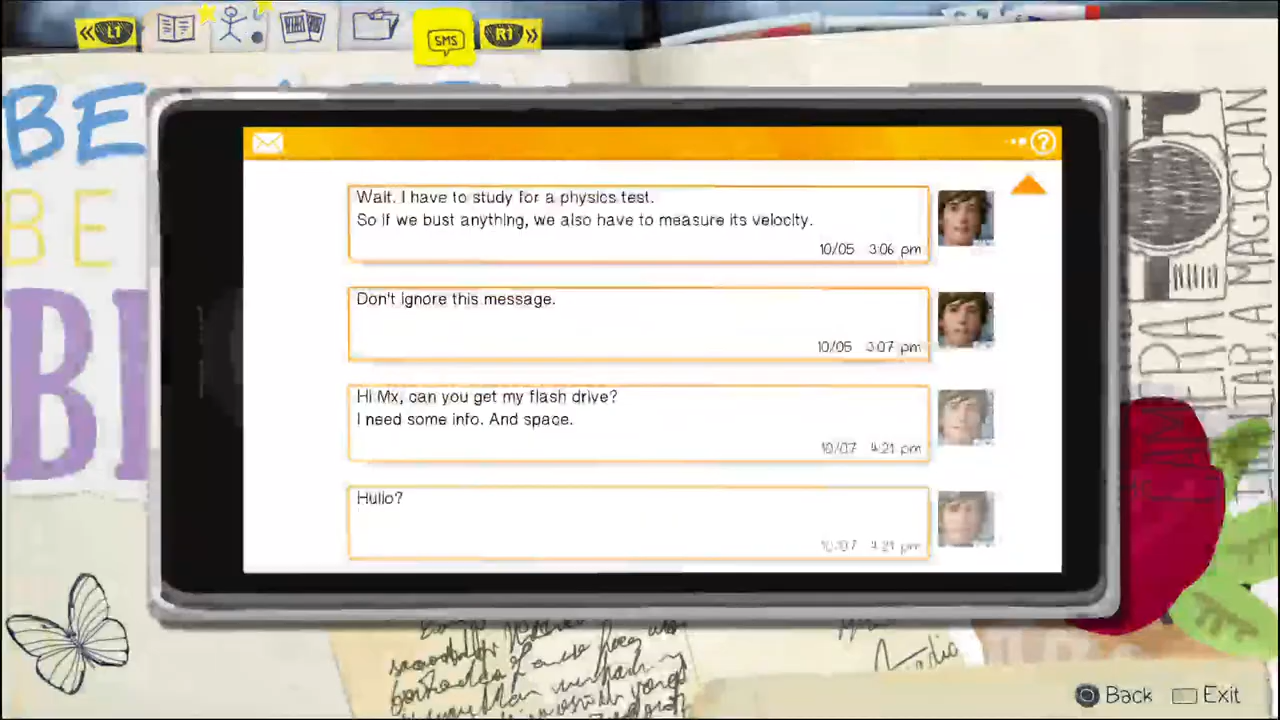 L1
SMS
R1
BE
BE
Wait. I have to study for a physics test.
So if we bust anything, we also have to measure its velocity.
10/05 3:06 pm
Don't ignore this message.
10/05 3:07 pm
Hi Mx, can you get my flash drive?
I need some info. And space.
10/07 4:21 pm
Hullo?
10/07 4:21 pm
MAGICIAN
Back
Exit